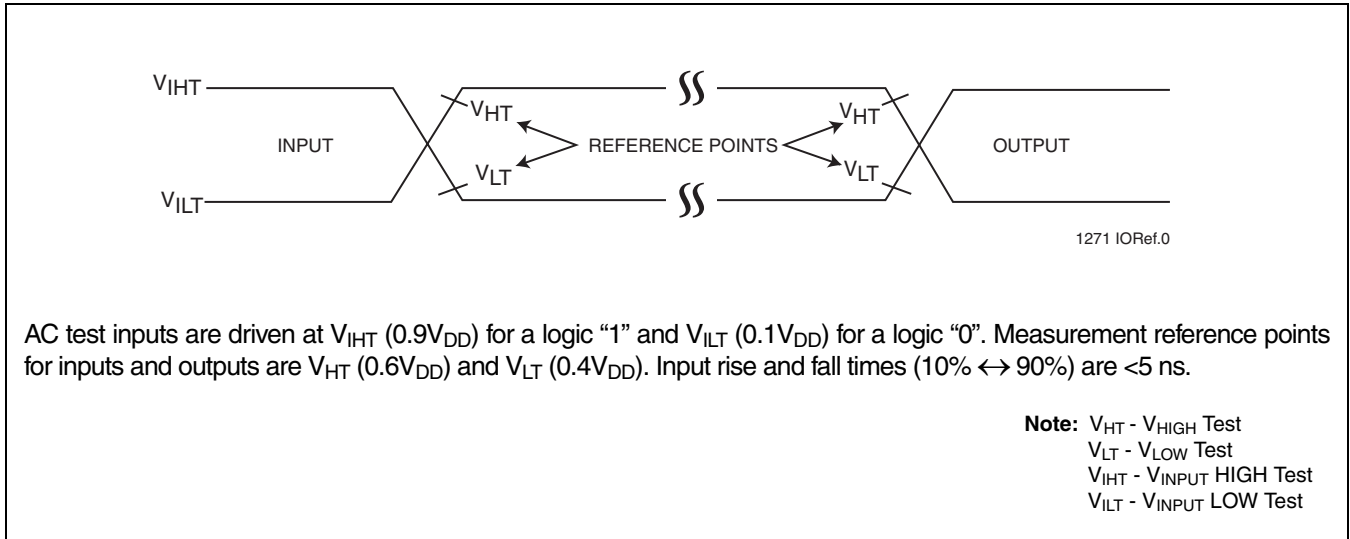 VIHT
VHT
VHT
INPUT
REFERENCE POINTS
OUTPUT
VLT
VLT
VILT
1271 IORef.0
AC test inputs are driven at VIHT (0.9VDD) for a logic “1” and VILT (0.1VDD) for a logic “0”. Measurement reference points
for inputs and outputs are VHT (0.6VDD) and VLT (0.4VDD). Input rise and fall times (10% ↔ 90%) are <5 ns.
Note: VHT - VHIGH Test
VLT - VLOW Test
VIHT - VINPUT HIGH Test
VILT - VINPUT LOW Test